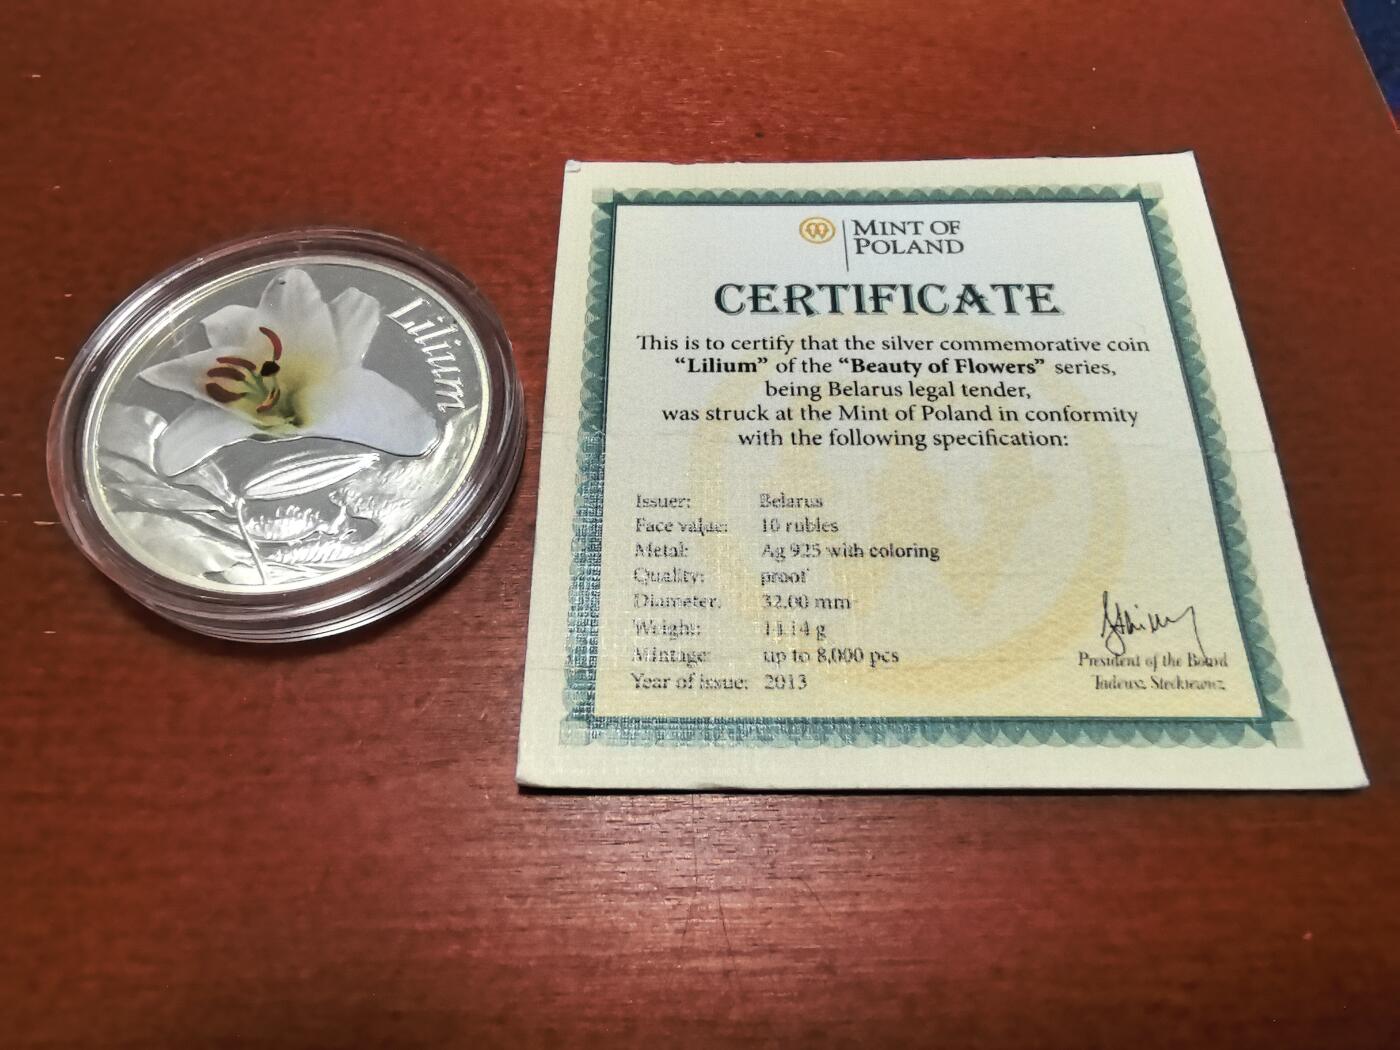 Lilium
MINT OF
POLAND
CERTIFICATE
This is to certify that the silver commemorative coin
“Lilium” of the “Beauty of Flowers” series,
being Belarus legal tender,
was struck at the Mint of Poland in conformity
with the following specification:
Issuer: Belarus
Face value: 10 rubles
Metal: Ag 925 with coloring
Quality: proof
Diameter: 32.00 mm
Weight: 14.14 g
Mintage: up to 8,000 pcs
Year of issue: 2013
President of the Board
Tadeusz Steckiewicz